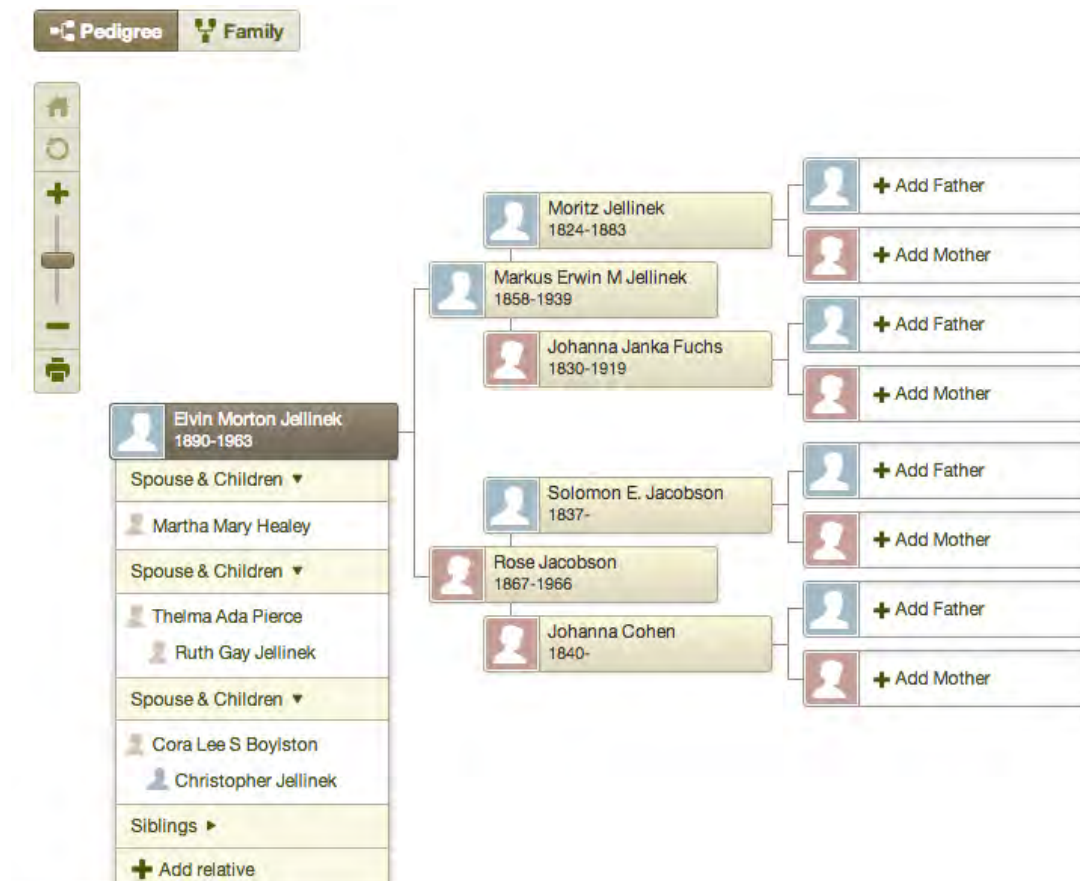 Pedigree Family
Elvin Morton Jellinek
1890-1963
Spouse & Children
Martha Mary Healey
Spouse & Children
Thelma Ada Pierce
Ruth Gay Jellinek
Spouse & Children
Cora Lee S Boylston
Christopher Jellinek
Siblings
Add relative
Markus Erwin M Jellinek
1858-1939
Rose Jacobson
1867-1966
Moritz Jellinek
1824-1883
Johanna Janka Fuchs
1830-1919
Solomon E. Jacobson
1837-
Johanna Cohen
1840-
Add Father
Add Mother
Add Father
Add Mother
Add Father
Add Mother
Add Father
Add Mother